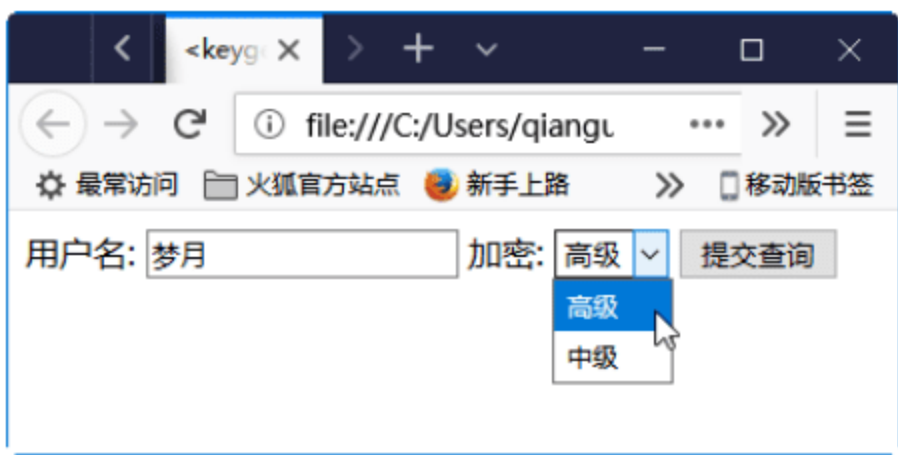 <keyg
file:///C:/Users/qiangu
最常访问 火狐官方站点 新手上路 移动版书签
用户名: 梦月 加密: 高级 提交查询
高级
中级